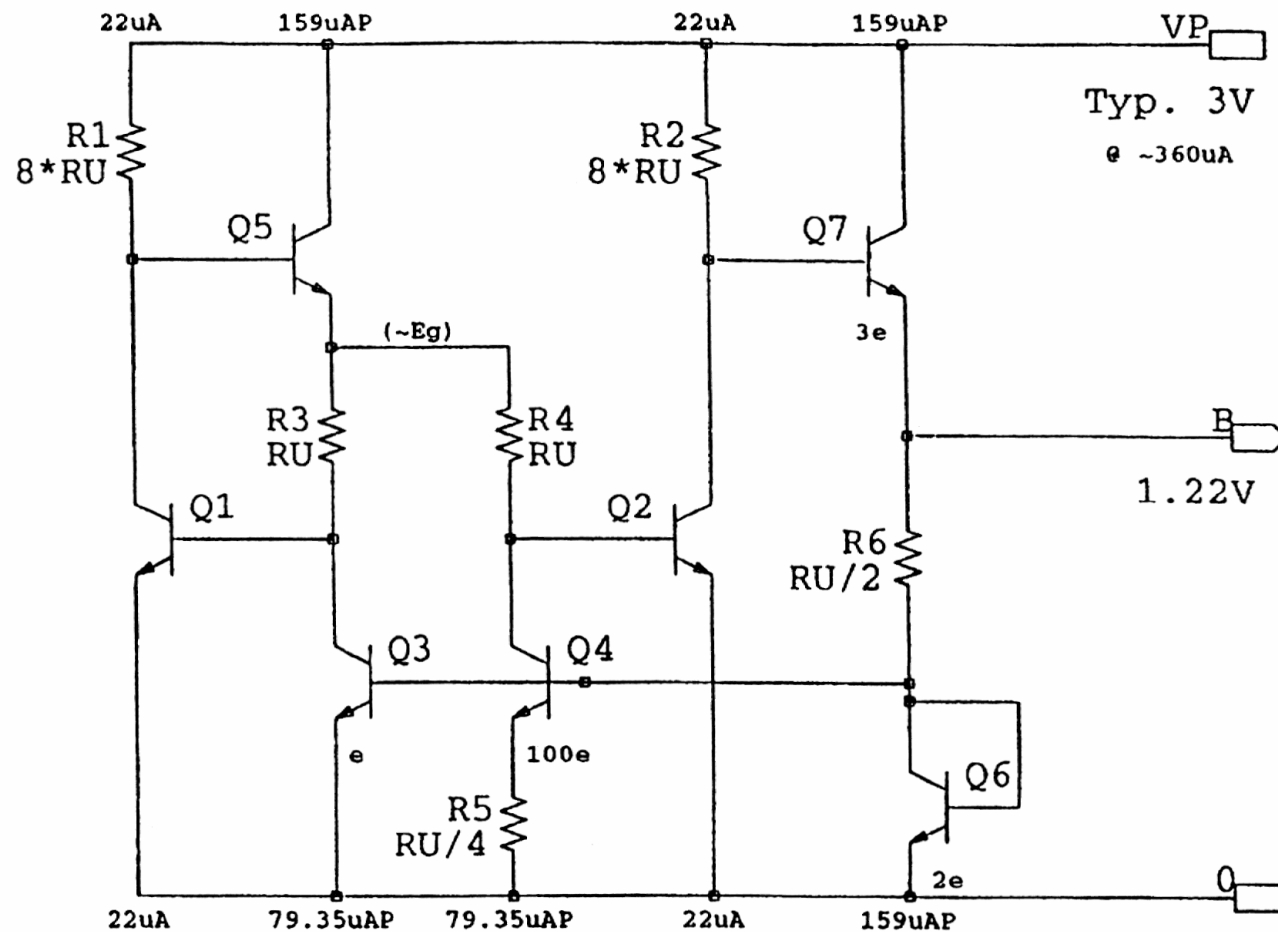 22uA 159uAP 22uA 159uAP VP
Typ. 3V
@ ~360uA
R1
8*RU
R2
8*RU
Q5
Q7
(~Eg)
3e
R3
RU
R4
RU
B
1.22V
Q1
Q2
R6
RU/2
Q3
Q4
e
100e
Q6
R5
RU/4
2e
0
22uA 79.35uAP 79.35uAP 22uA 159uAP